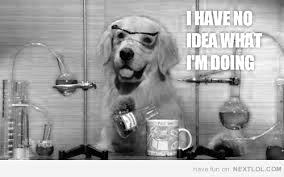 I HAVE NO
IDEA WHAT
I'M DOING
have fun on NEXTLOL.COM